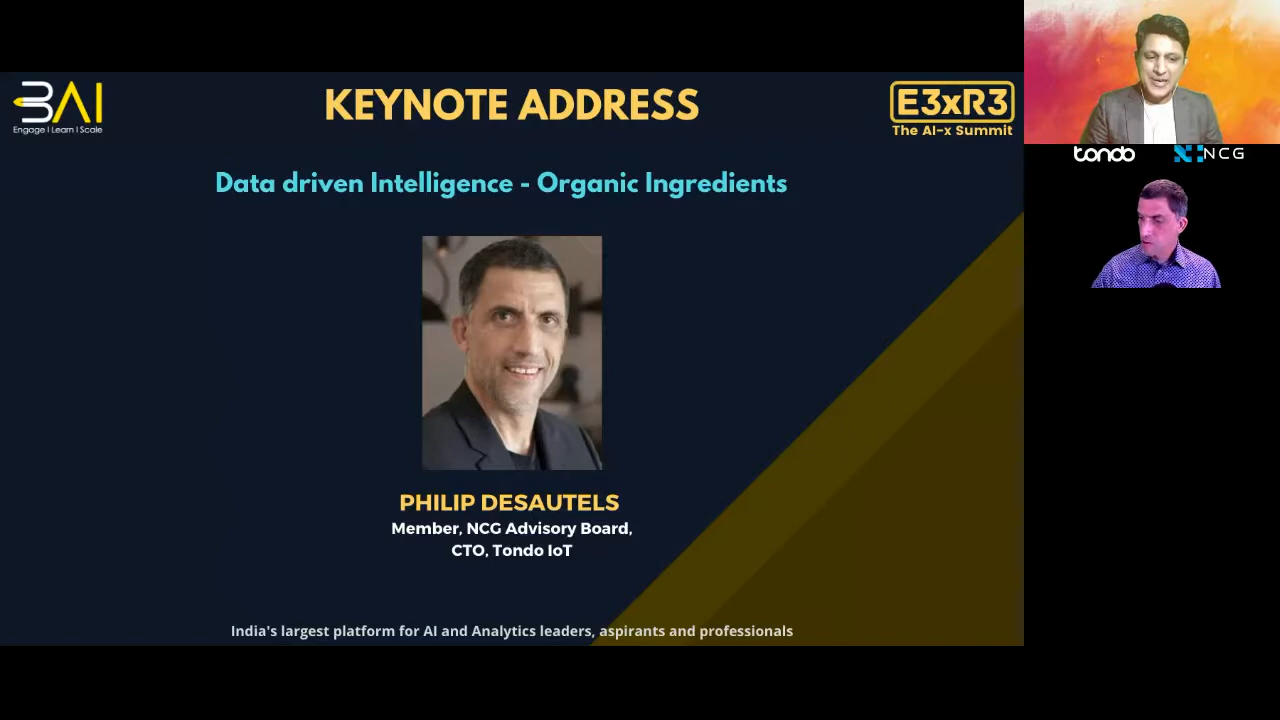 3AI
Engage | Learn | Scale
KEYNOTE ADDRESS
E3xR3
The AI-x Summit
Data driven Intelligence - Organic Ingredients
PHILIP DESAUTELS
Member, NCG Advisory Board,
CTO, Tondo IoT
India's largest platform for AI and Analytics leaders, aspirants and professionals
tondo
NCG